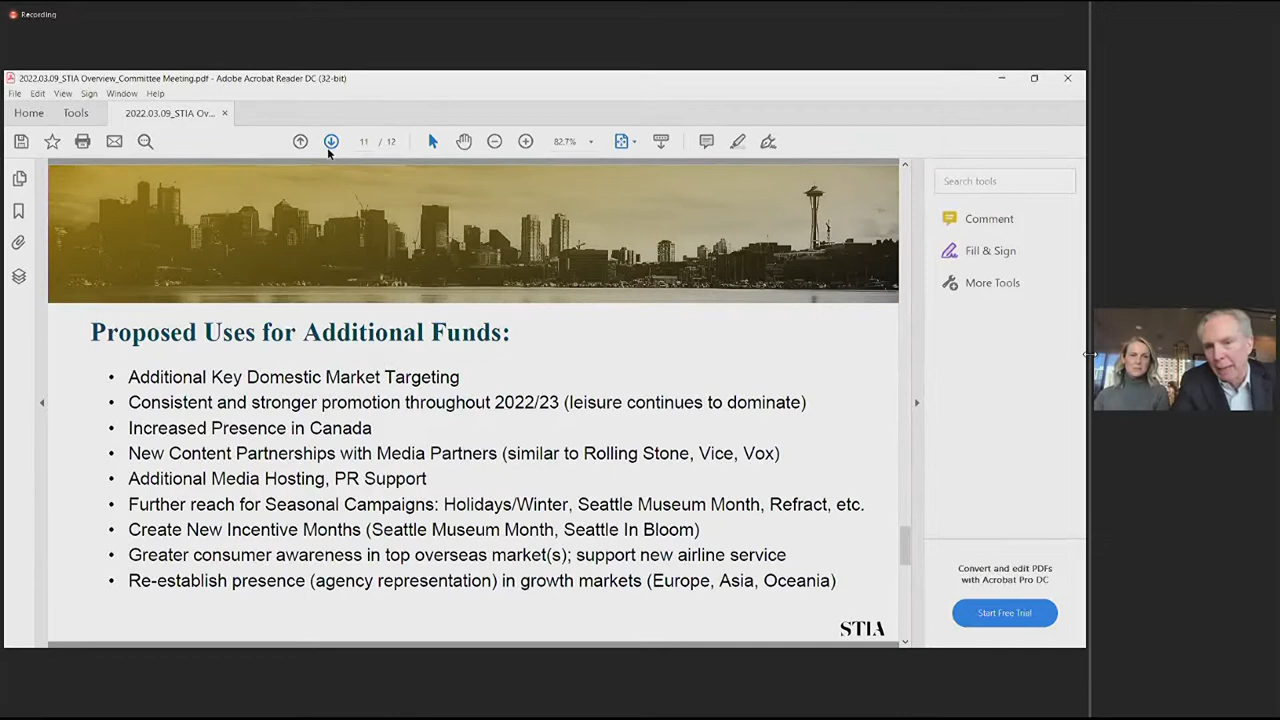 Recording
2022.03.09_STIA Overview_Committee Meeting.pdf - Adobe Acrobat Reader DC (32-bit)
File Edit View Sign Window Help
Home Tools 2022.03.09_STIA Ov... ×
11 / 12 82.7%
Search tools
Comment
Fill & Sign
More Tools
Proposed Uses for Additional Funds:
• Additional Key Domestic Market Targeting
• Consistent and stronger promotion throughout 2022/23 (leisure continues to dominate)
• Increased Presence in Canada
• New Content Partnerships with Media Partners (similar to Rolling Stone, Vice, Vox)
• Additional Media Hosting, PR Support
• Further reach for Seasonal Campaigns: Holidays/Winter, Seattle Museum Month, Refract, etc.
• Create New Incentive Months (Seattle Museum Month, Seattle In Bloom)
• Greater consumer awareness in top overseas market(s); support new airline service
• Re-establish presence (agency representation) in growth markets (Europe, Asia, Oceania)
STIA
Convert and edit PDFs
with Acrobat Pro DC
Start Free Trial